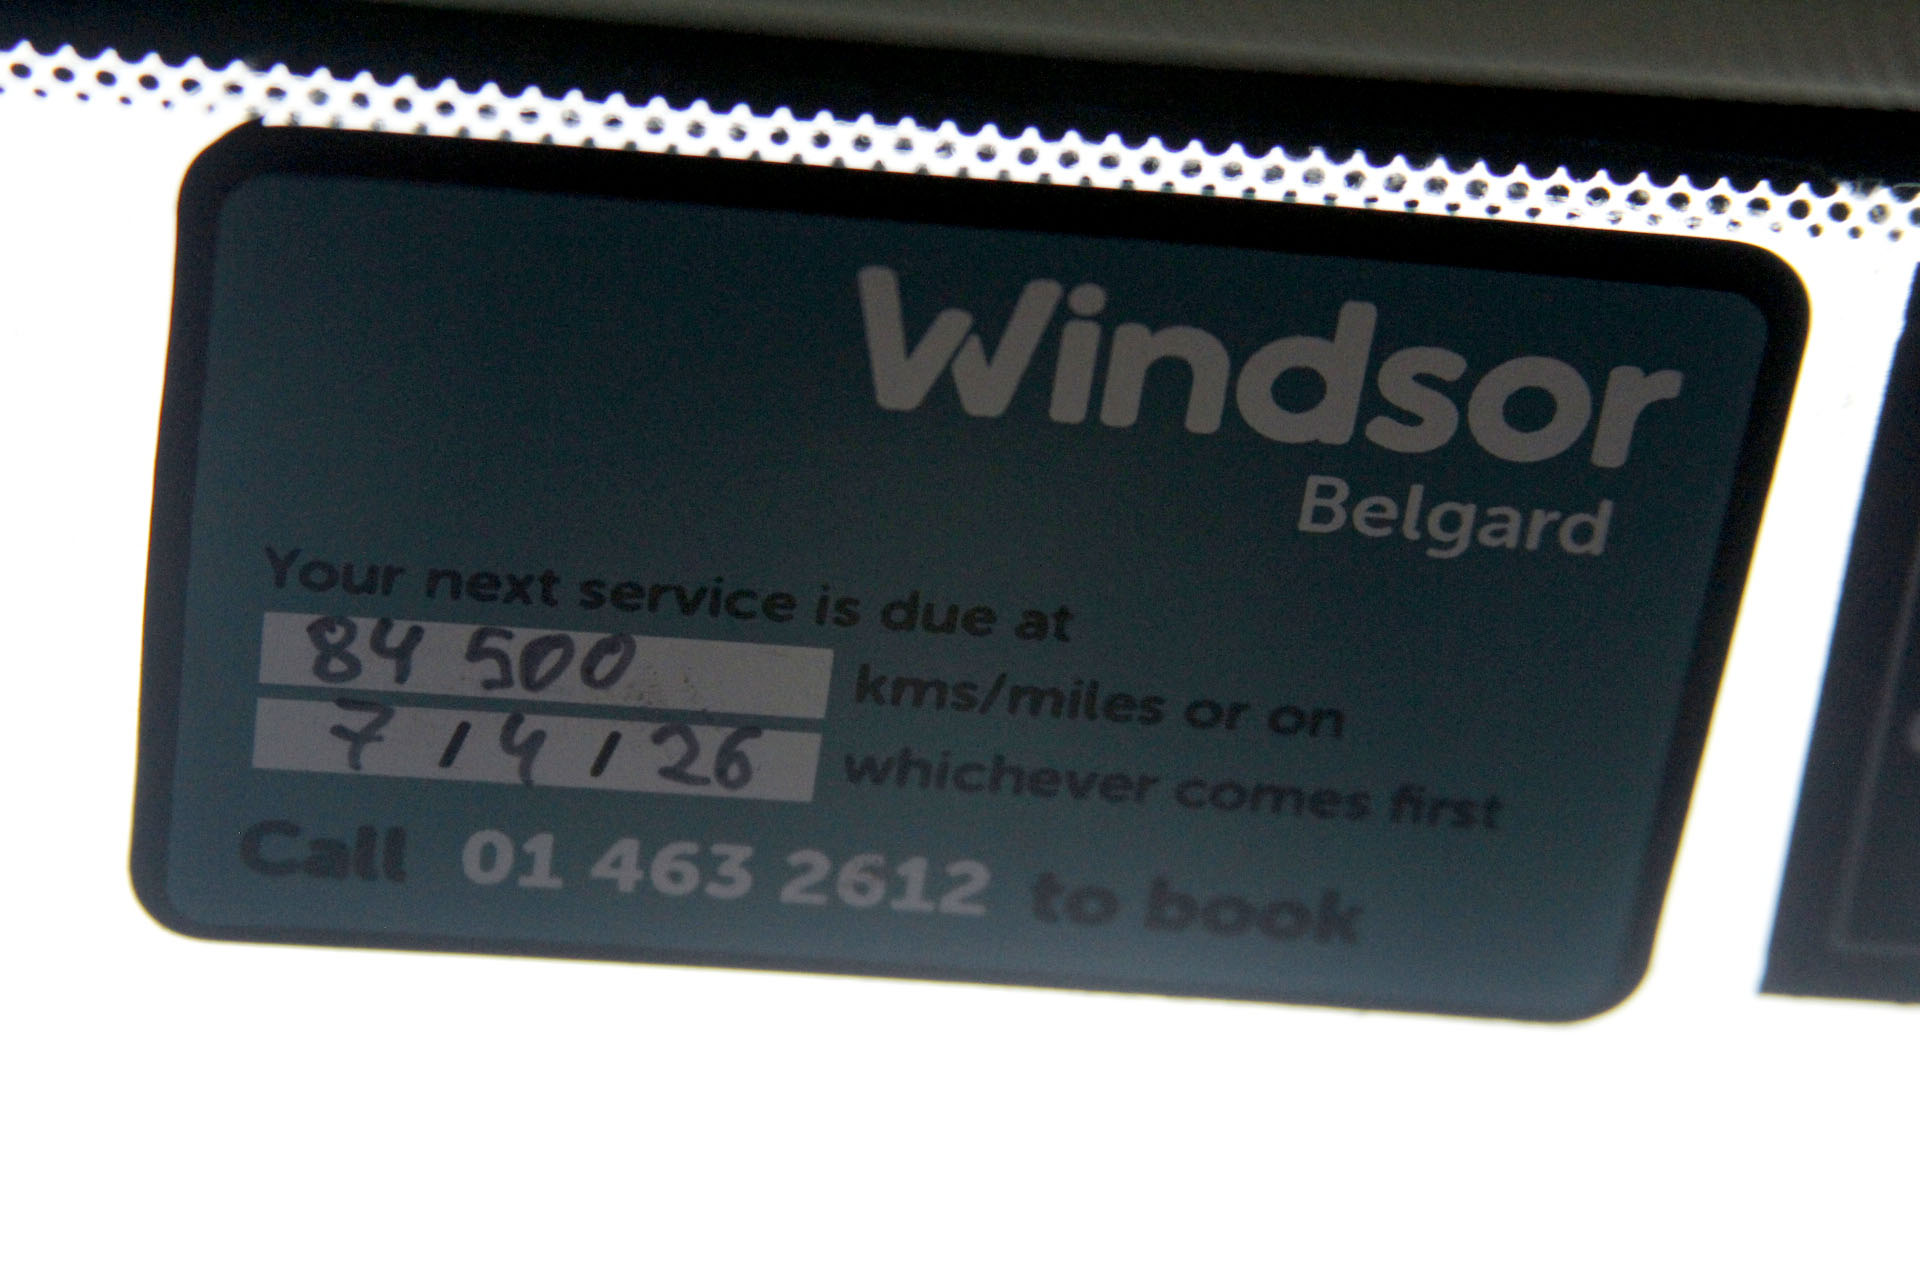 Windsor
Belgard
Your next service is due at
84 500 kms/miles or on
7 / 4 / 26 whichever comes first
Call 01 463 2612 to book